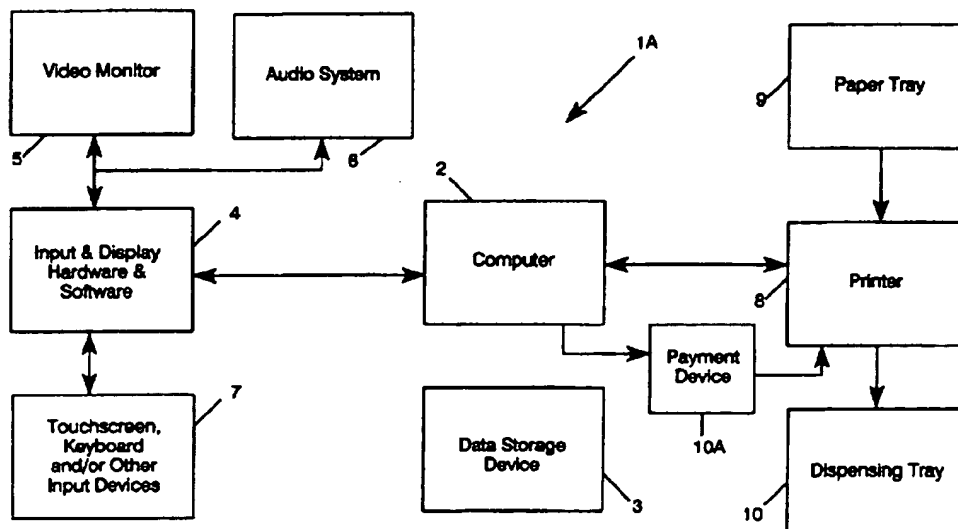 Video Monitor
5
Audio System
6
1A
Paper Tray
9
Input & Display
Hardware &
Software
4
Computer
2
Printer
8
Payment
Device
10A
Touchscreen,
Keyboard
and/or Other
Input Devices
7
Data Storage
Device
3
Dispensing Tray
10